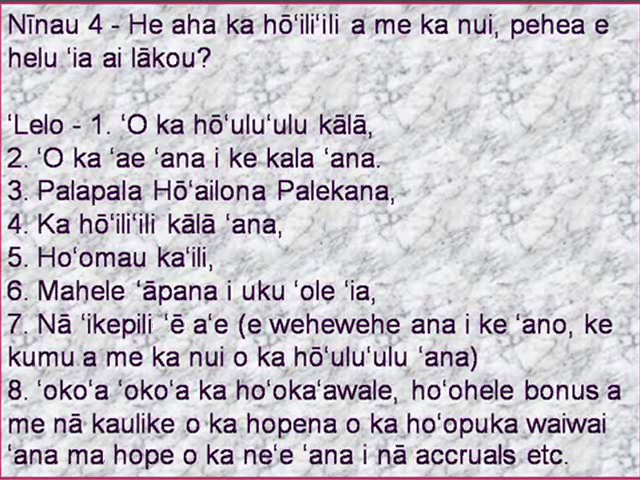 Nīnau 4 - He aha ka hōʻiliʻili a me ka nui, pehea e
helu ʻia ai lākou?
ʻLelo - 1. ʻO ka hōʻuluʻulu kālā,
2. ʻO ka ʻae ʻana i ke kala ʻana.
3. Palapala Hōʻailona Palekana,
4. Ka hōʻiliʻili kālā ʻana,
5. Hoʻomau kaʻili,
6. Mahele ʻāpana i uku ʻole ʻia,
7. Nā ʻikepili ʻē aʻe (e wehewehe ana i ke ʻano, ke
kumu a me ka nui o ka hōʻuluʻulu ʻana)
8. ʻokoʻa ʻokoʻa ka hoʻokaʻawale, hoʻohele bonus a
me nā kaulike o ka hopena o ka hoʻopuka waiwai
ʻana ma hope o ka neʻe ʻana i nā accruals etc.